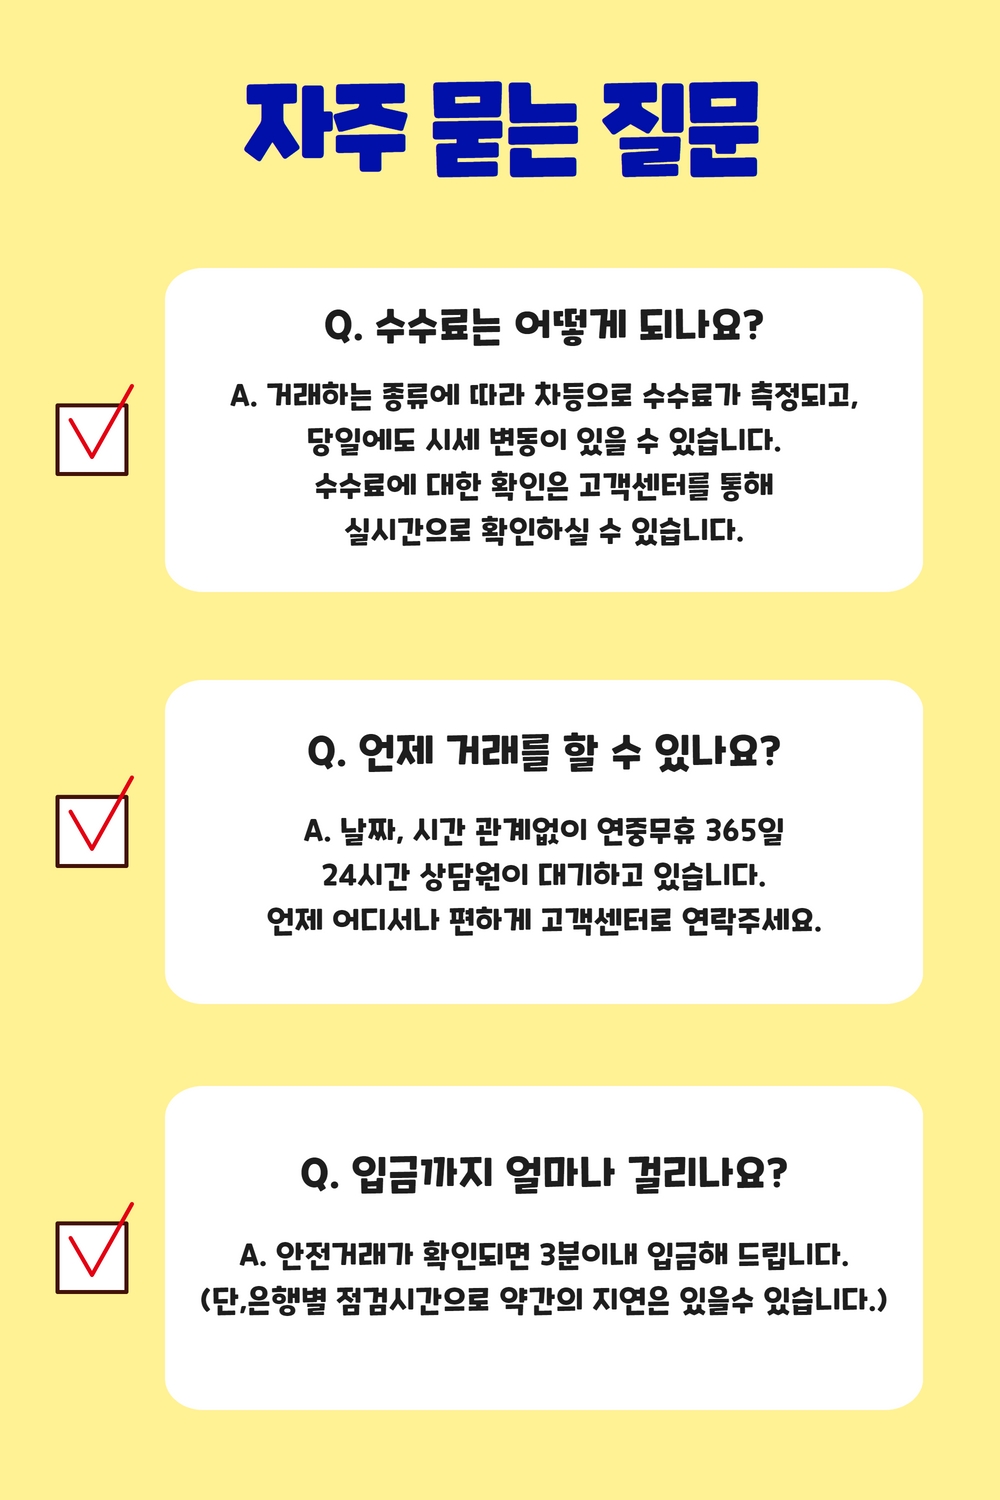 자주 묻는 질문
Q. 수수료는 어떻게 되나요?
A. 거래하는 종류에 따라 차등으로 수수료가 측정되고,
당일에도 시세 변동이 있을 수 있습니다.
수수료에 대한 확인은 고객센터를 통해
실시간으로 확인하실 수 있습니다.
Q. 언제 거래를 할 수 있나요?
A. 날짜, 시간 관계없이 연중무휴 365일
24시간 상담원이 대기하고 있습니다.
언제 어디서나 편하게 고객센터로 연락주세요.
Q. 입금까지 얼마나 걸리나요?
A. 안전거래가 확인되면 3분이내 입금해 드립니다.
(단,은행별 점검시간으로 약간의 지연은 있을수 있습니다.)